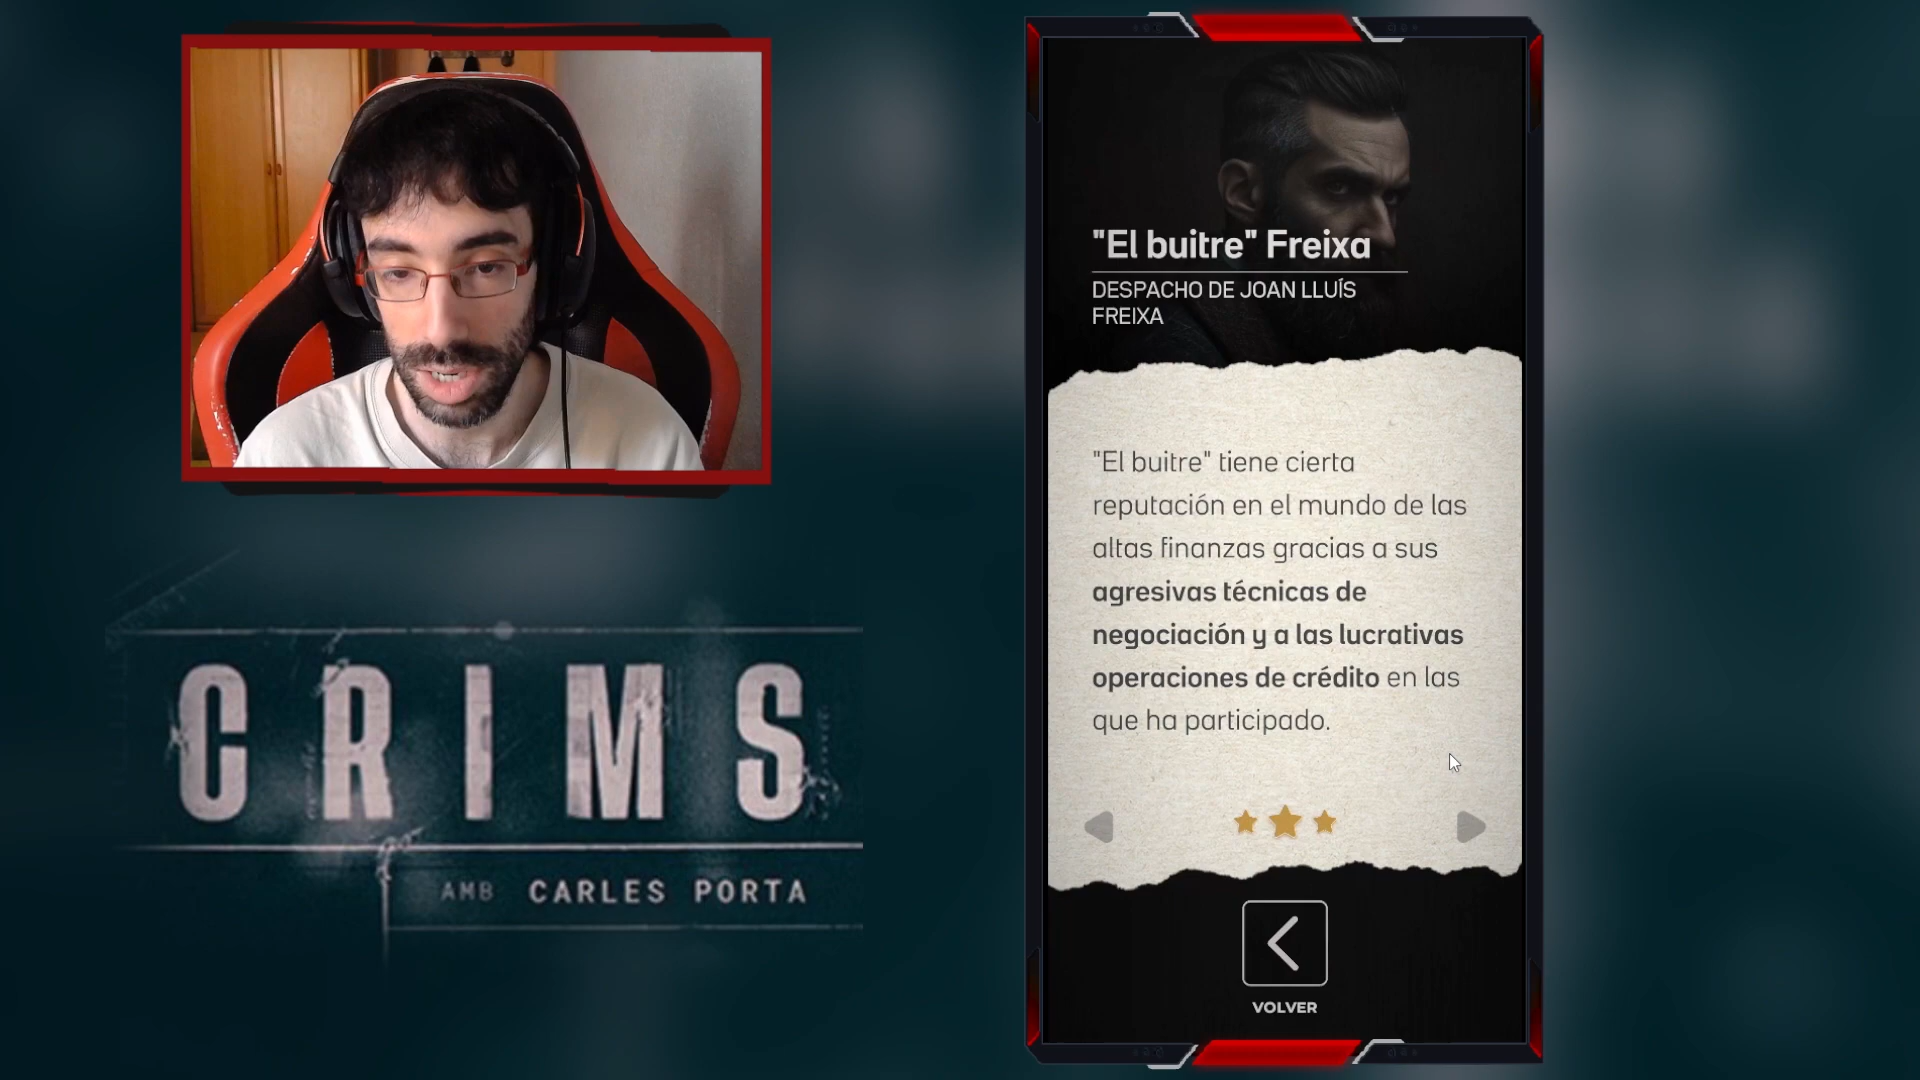 CRIMS
AMB CARLES PORTA
"El buitre" Freixa
DESPACHO DE JOAN LLUÍS
FREIXA
"El buitre" tiene cierta
reputación en el mundo de las
altas finanzas gracias a sus
agresivas técnicas de
negociación y a las lucrativas
operaciones de crédito en las
que ha participado.
VOLVER